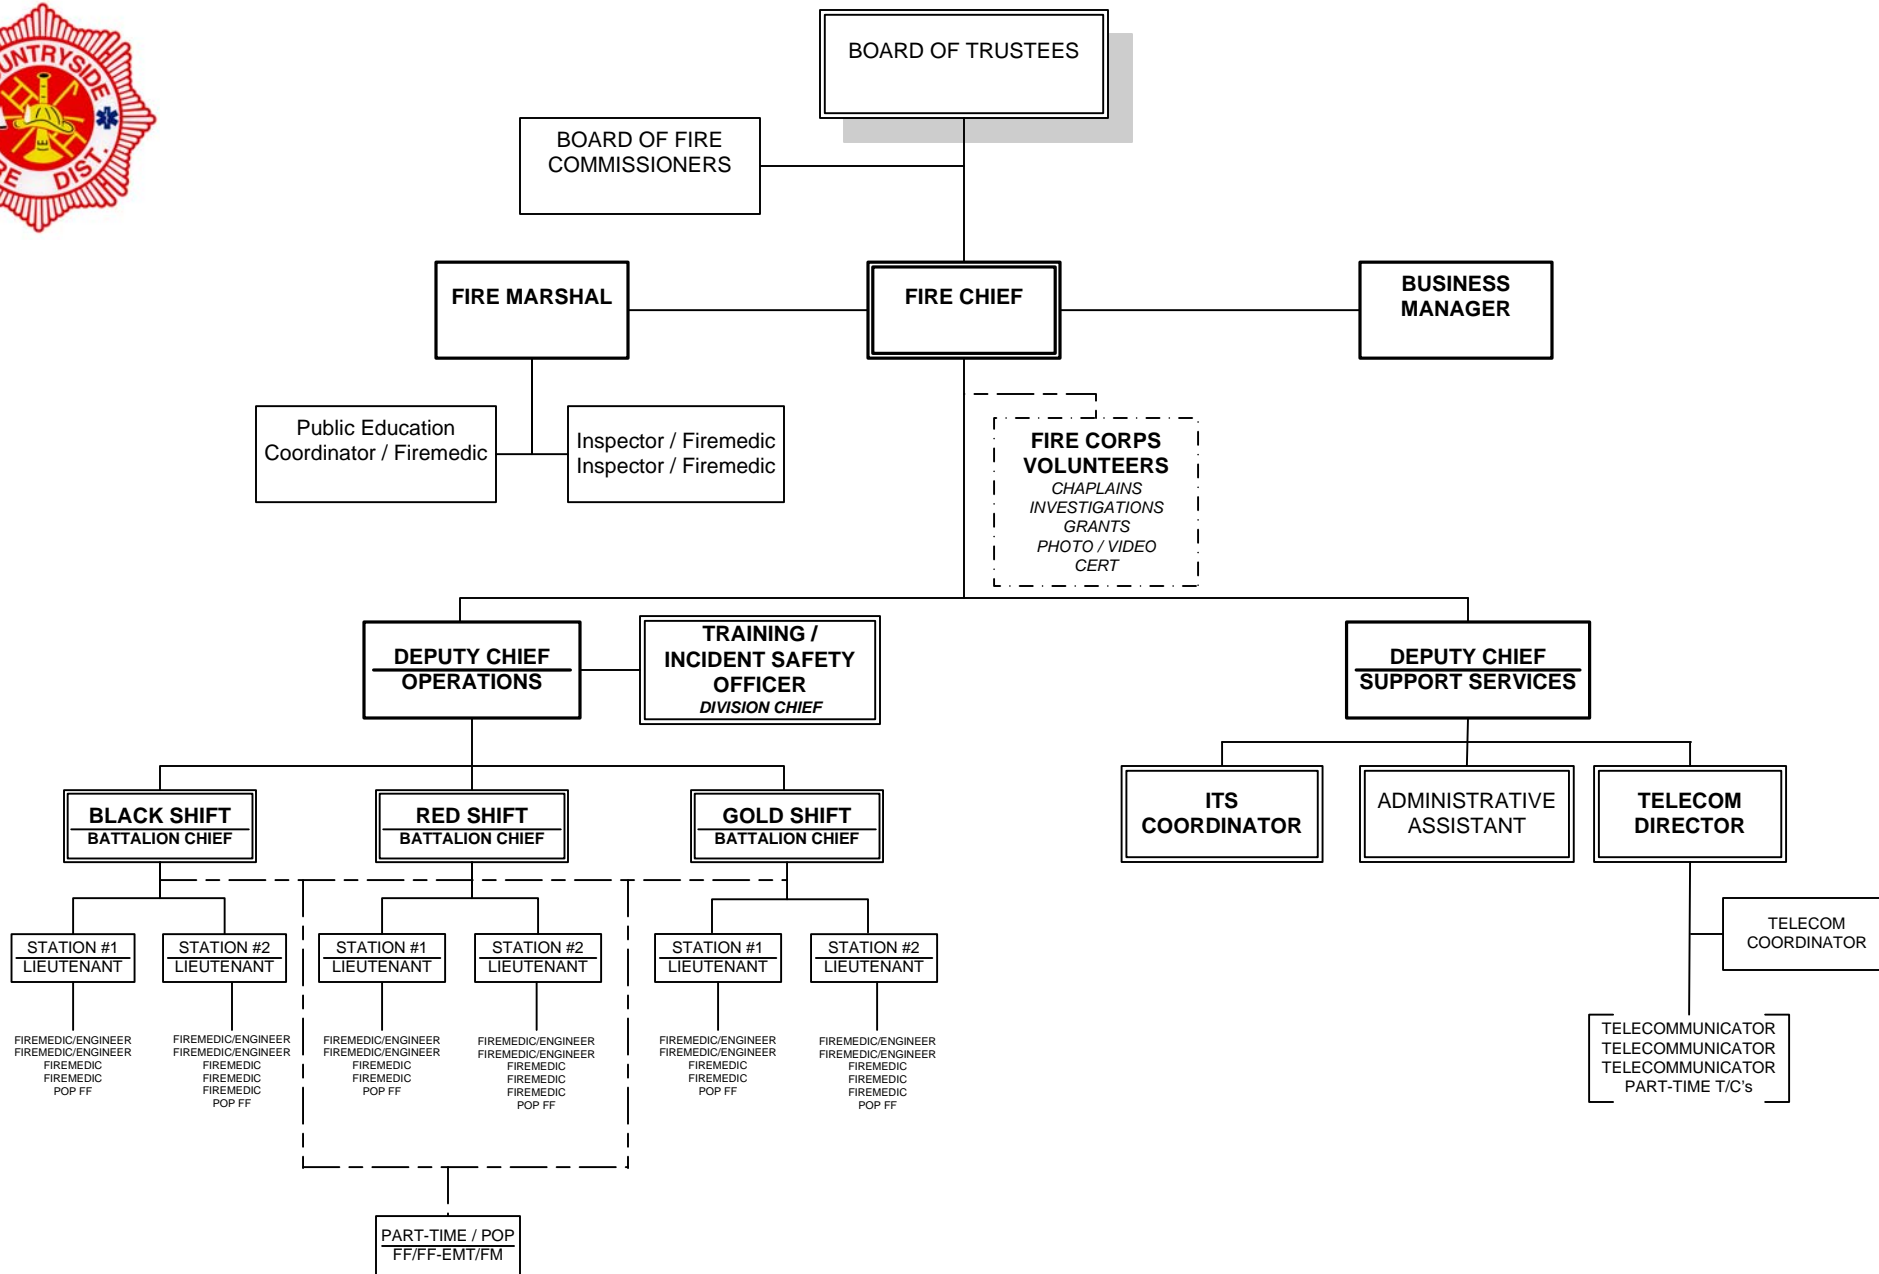 DIST.
BOARD OF TRUSTEES
BOARD OF FIRE
COMMISSIONERS
FIRE MARSHAL
FIRE CHIEF
BUSINESS
MANAGER
Public Education
Coordinator / Firemedic
Inspector / Firemedic
Inspector / Firemedic
FIRE CORPS
VOLUNTEERS
CHAPLAINS
INVESTIGATIONS
GRANTS
PHOTO / VIDEO
CERT
DEPUTY CHIEF
OPERATIONS
TRAINING /
INCIDENT SAFETY
OFFICER
DIVISION CHIEF
DEPUTY CHIEF
SUPPORT SERVICES
BLACK SHIFT
BATTALION CHIEF
RED SHIFT
BATTALION CHIEF
GOLD SHIFT
BATTALION CHIEF
ITS
COORDINATOR
ADMINISTRATIVE
ASSISTANT
TELECOM
DIRECTOR
STATION #1
LIEUTENANT
STATION #2
LIEUTENANT
STATION #1
LIEUTENANT
STATION #2
LIEUTENANT
STATION #1
LIEUTENANT
STATION #2
LIEUTENANT
TELECOM
COORDINATOR
FIREMEDIC/ENGINEER
FIREMEDIC/ENGINEER
FIREMEDIC
FIREMEDIC
POP FF
FIREMEDIC/ENGINEER
FIREMEDIC/ENGINEER
FIREMEDIC
FIREMEDIC
FIREMEDIC
POP FF
FIREMEDIC/ENGINEER
FIREMEDIC/ENGINEER
FIREMEDIC
FIREMEDIC
POP FF
FIREMEDIC/ENGINEER
FIREMEDIC/ENGINEER
FIREMEDIC
FIREMEDIC
FIREMEDIC
POP FF
FIREMEDIC/ENGINEER
FIREMEDIC/ENGINEER
FIREMEDIC
FIREMEDIC
POP FF
FIREMEDIC/ENGINEER
FIREMEDIC/ENGINEER
FIREMEDIC
FIREMEDIC
FIREMEDIC
POP FF
TELECOMMUNICATOR
TELECOMMUNICATOR
TELECOMMUNICATOR
PART-TIME T/C's
PART-TIME / POP
FF/FF-EMT/FM